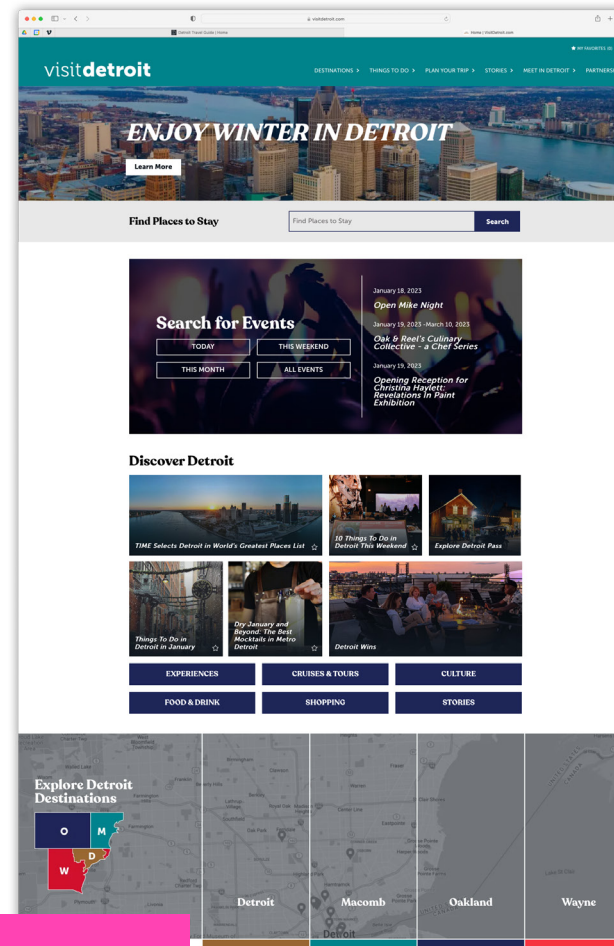 visitdetroit.com
Detroit Travel Guide | Home
Home | VisitDetroit.com
MY FAVORITES (0)
visitdetroit
DESTINATIONS >
THINGS TO DO >
PLAN YOUR TRIP >
STORIES >
MEET IN DETROIT >
PARTNERS
ENJOY WINTER IN DETROIT
Learn More
Find Places to Stay
Find Places to Stay
Search
Search for Events
TODAY
THIS WEEKEND
THIS MONTH
ALL EVENTS
January 18, 2023
Open Mike Night
January 19, 2023 -March 10, 2023
Oak & Reel's Culinary
Collective - a Chef Series
January 19, 2023
Opening Reception for
Christina Haylett:
Revelations In Paint
Exhibition
Discover Detroit
TIME Selects Detroit in World's Greatest Places List
10 Things To Do in
Detroit This Weekend
Explore Detroit Pass
Things To Do in
Detroit in January
Dry January and
Beyond: The Best
Mocktails in Metro
Detroit
Detroit Wins
EXPERIENCES
CRUISES & TOURS
CULTURE
FOOD & DRINK
SHOPPING
STORIES
Explore Detroit
Destinations
O
M
D
W
Detroit
Macomb
Oakland
Wayne